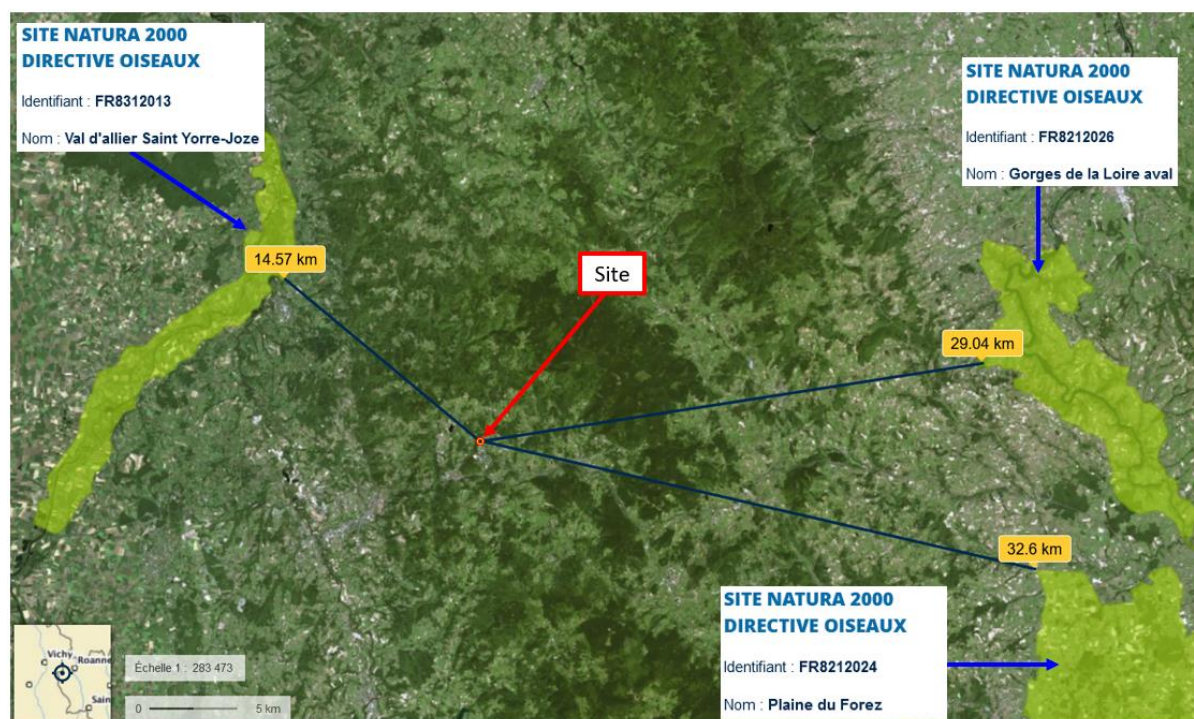 SITE NATURA 2000
DIRECTIVE OISEAUX
Identifiant : FR8312013
Nom : Val d'allier Saint Yorre-Joze
SITE NATURA 2000
DIRECTIVE OISEAUX
Identifiant : FR8212026
Nom : Gorges de la Loire aval
14.57 km
Site
29.04 km
32.6 km
SITE NATURA 2000
DIRECTIVE OISEAUX
Identifiant : FR8212024
Nom : Plaine du Forez
Vichy
Roanne
Sain
Échelle 1 : 283 473
0 5 km